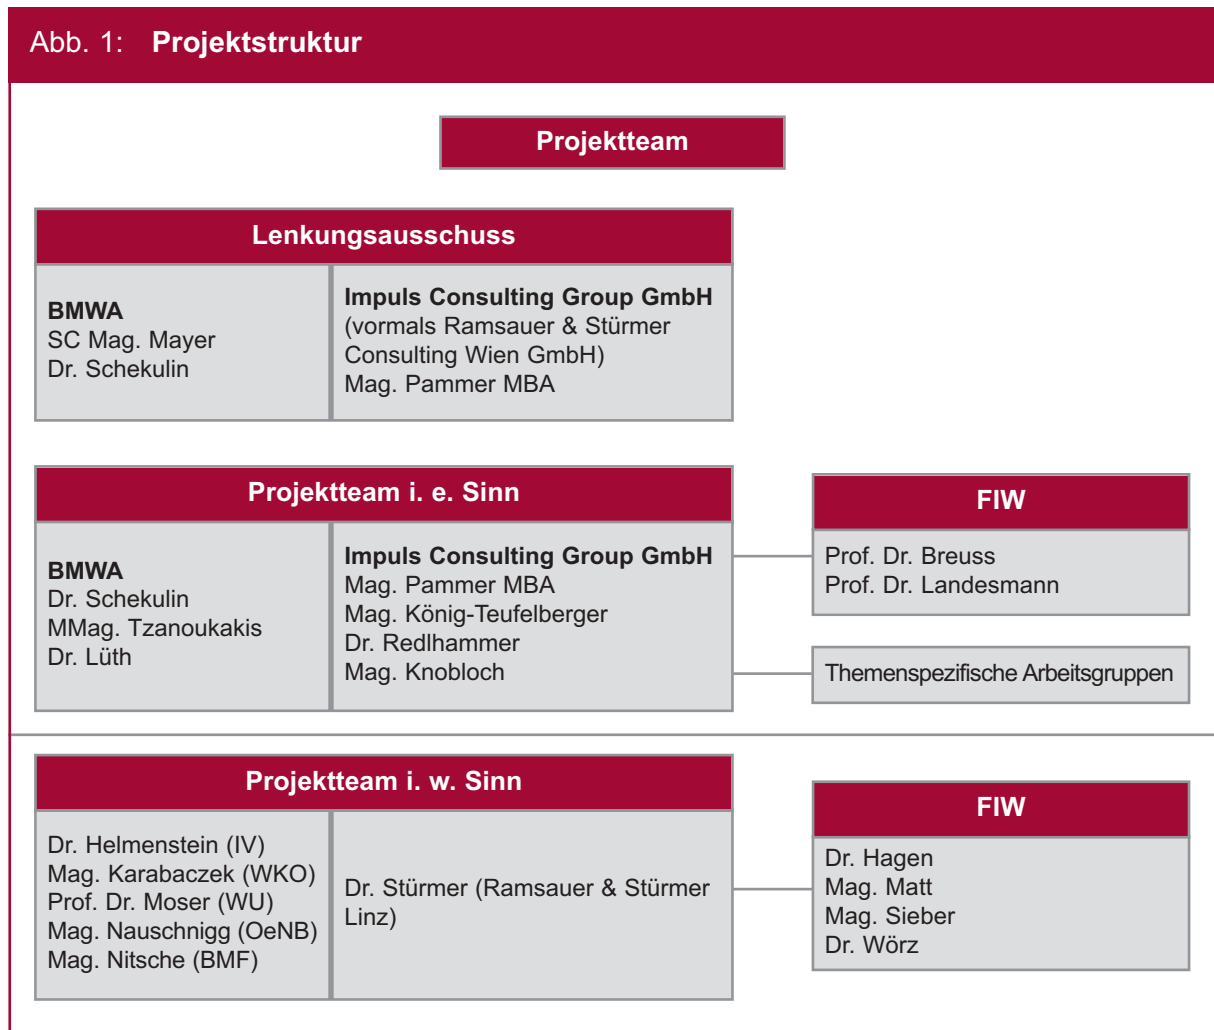 Abb. 1: Projektstruktur
Projektteam
Lenkungsausschuss
BMWA
SC Mag. Mayer
Dr. Schekulin
Impuls Consulting Group GmbH
(vormals Ramsauer & Stürmer
Consulting Wien GmbH)
Mag. Pammer MBA
Projektteam i. e. Sinn
BMWA
Dr. Schekulin
MMag. Tzanoukakis
Dr. Lüth
Impuls Consulting Group GmbH
Mag. Pammer MBA
Mag. König-Teufelberger
Dr. Redlhammer
Mag. Knobloch
FIW
Prof. Dr. Breuss
Prof. Dr. Landesmann
Themenspezifische Arbeitsgruppen
Projektteam i. w. Sinn
Dr. Helmenstein (IV)
Mag. Karabaczek (WKO)
Prof. Dr. Moser (WU)
Mag. Nauschnigg (OeNB)
Mag. Nitsche (BMF)
Dr. Stürmer (Ramsauer & Stürmer
Linz)
FIW
Dr. Hagen
Mag. Matt
Mag. Sieber
Dr. Wörz